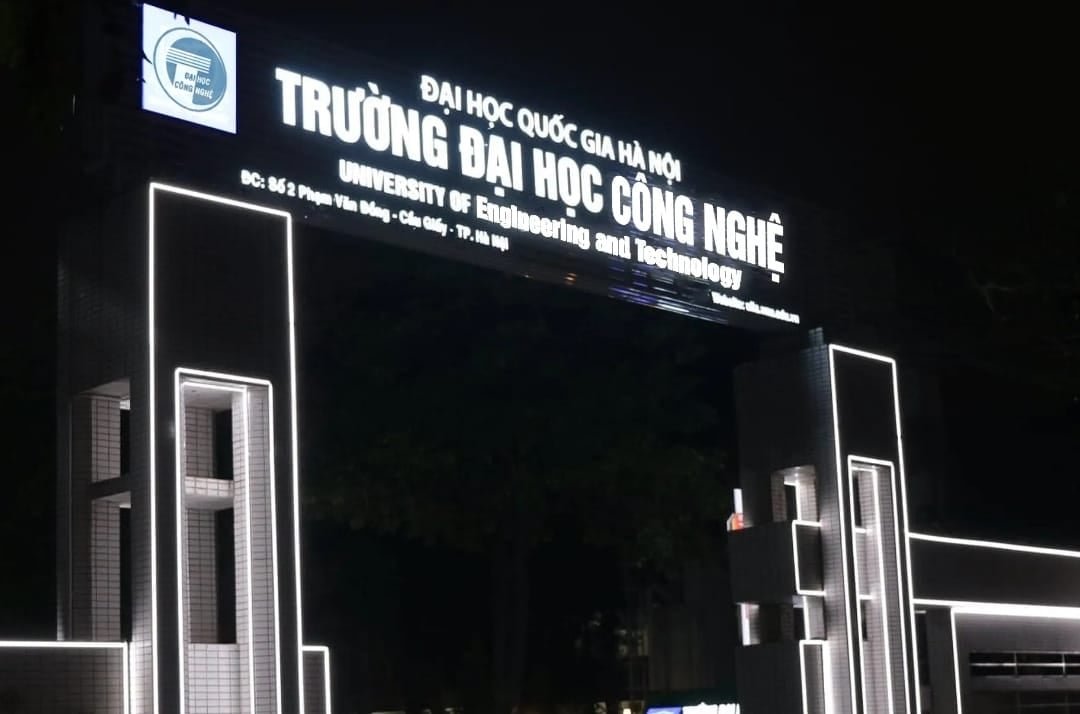 ĐẠI HỌC
CÔNG NGHỆ
ĐẠI HỌC QUỐC GIA HÀ NỘI
TRƯỜNG ĐẠI HỌC CÔNG NGHỆ
UNIVERSITY OF Engineering and Technology
ĐC: Số 2 Phạm Văn Đồng - Cầu Giấy - TP. Hà Nội
Website: